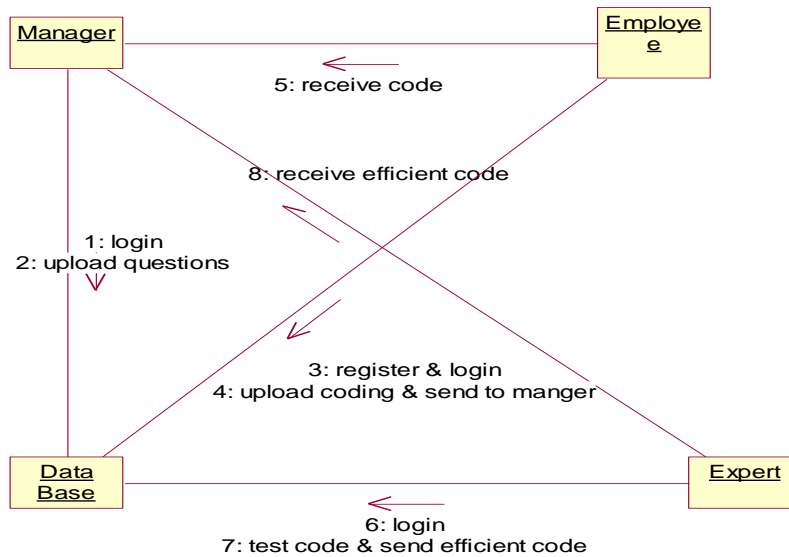 Manager
Employe
e
5: receive code
8: receive efficient code
1: login
2: upload questions
3: register & login
4: upload coding & send to manger
Data
Base
Expert
6: login
7: test code & send efficient code